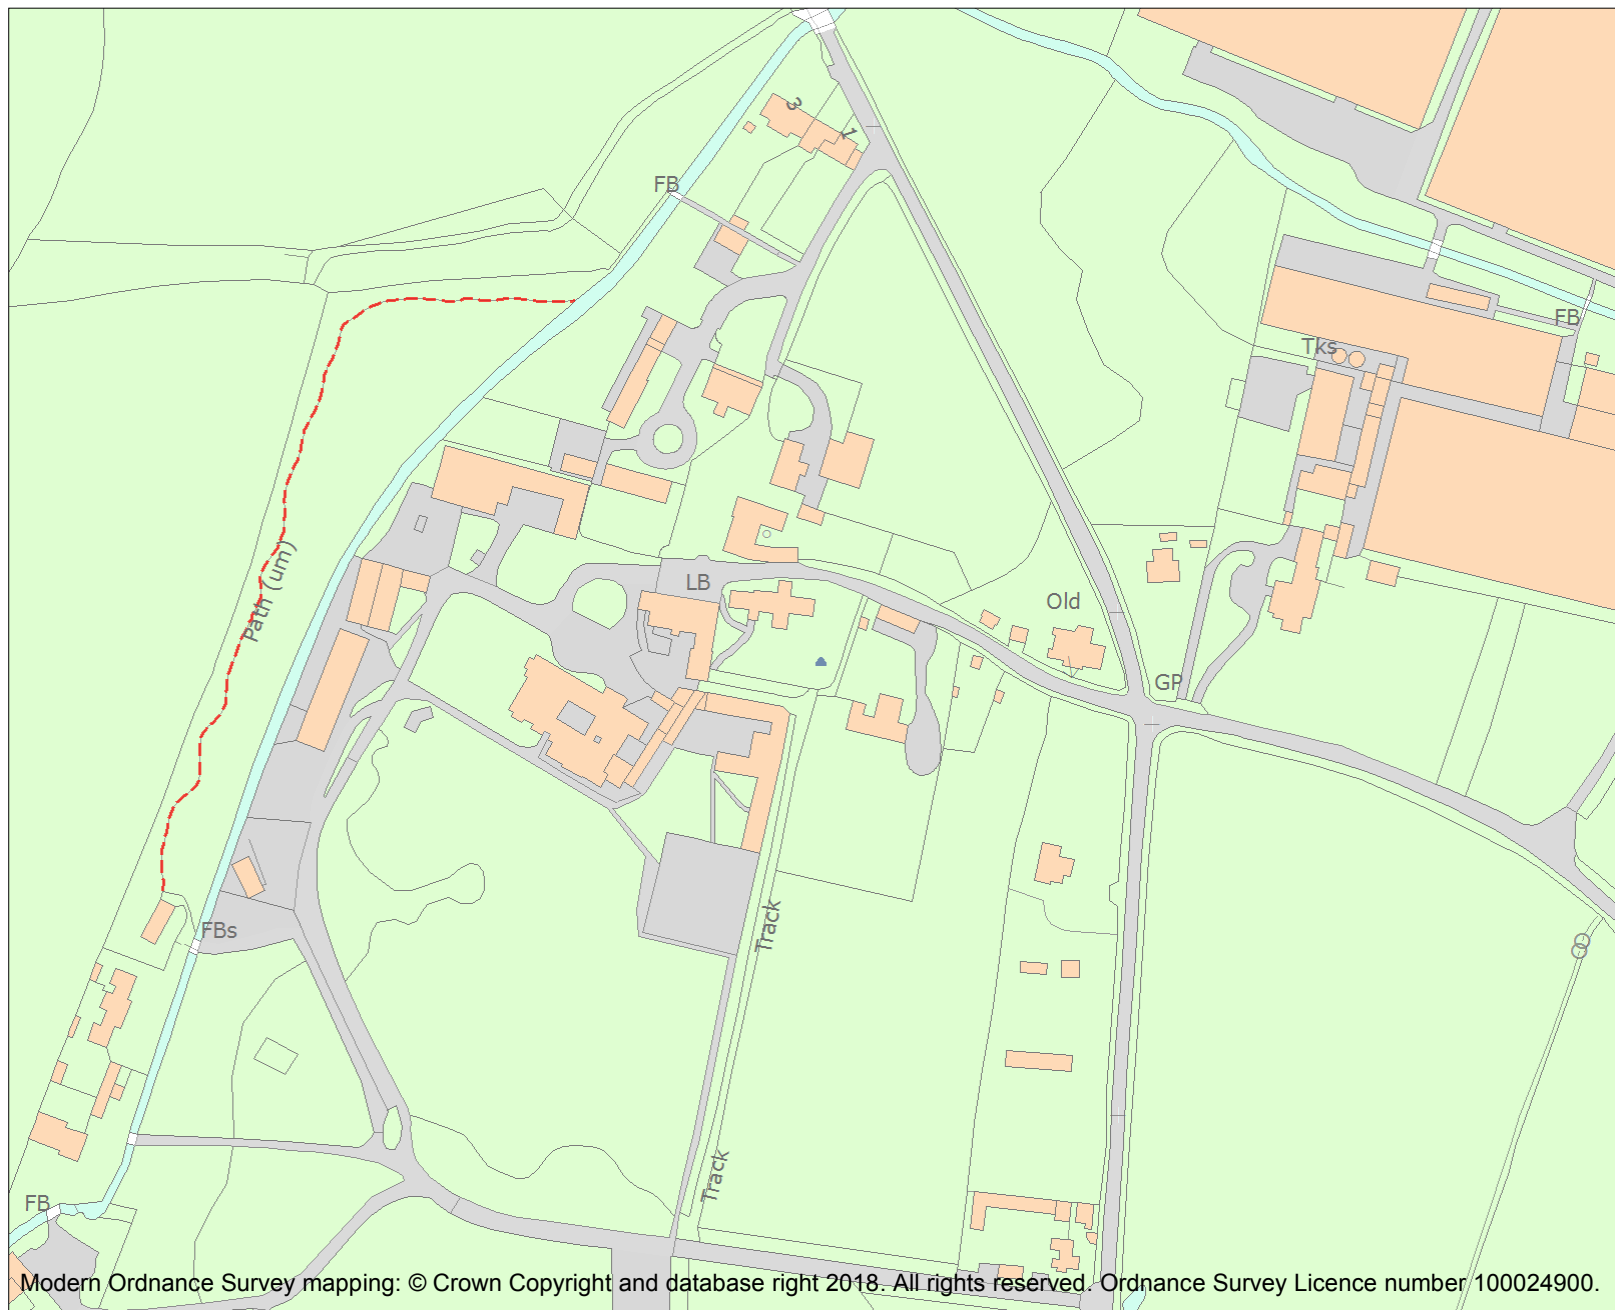 3
1
FB
FB
Tks
Path (um)
LB
Old
GP
FBs
Track
Track
FB
Modern Ordnance Survey mapping: © Crown Copyright and database right 2018. All rights reserved. Ordnance Survey Licence number 100024900.